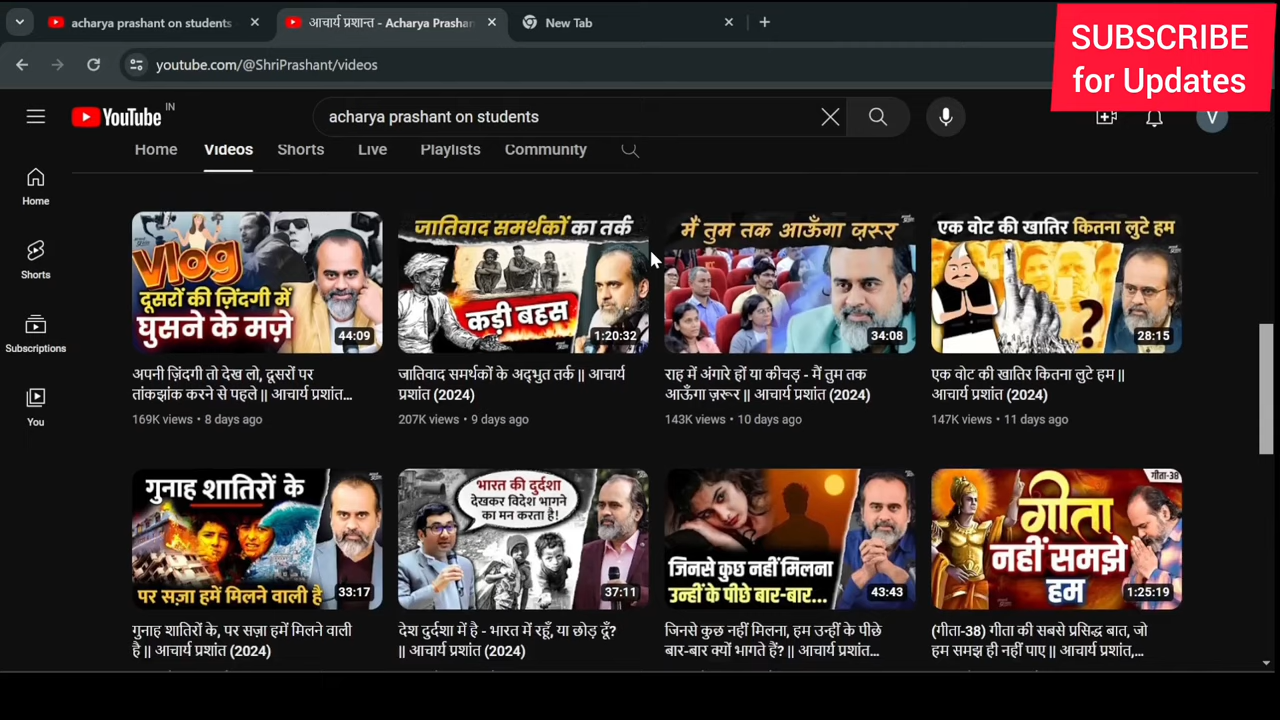 acharya prashant on students
आचार्य प्रशान्त - Acharya Prashan
New Tab
SUBSCRIBE
for Updates
youtube.com/@ShriPrashant/videos
YouTube IN
acharya prashant on students
V
Home
Videos
Shorts
Live
Playlists
Community
Home
Shorts
Subscriptions
You
Vlog
दूसरों की ज़िंदगी में
घुसने के मज़े
44:09
जातिवाद समर्थकों का तर्क
कड़ी बहस
1:20:32
मैं तुम तक आऊँगा ज़रूर
34:08
एक वोट की खातिर कितना लुटे हम
?
28:15
अपनी ज़िंदगी तो देख लो, दूसरों पर
तांकझांक करने से पहले || आचार्य प्रशांत...
169K views • 8 days ago
जातिवाद समर्थकों के अद्भुत तर्क || आचार्य
प्रशांत (2024)
207K views • 9 days ago
राह में अंगारे हों या कीचड़ - मैं तुम तक
आऊँगा ज़रूर || आचार्य प्रशांत (2024)
143K views • 10 days ago
एक वोट की खातिर कितना लुटे हम ||
आचार्य प्रशांत (2024)
147K views • 11 days ago
गुनाह शातिरों के
पर सज़ा हमें मिलने वाली है
33:17
भारत की दुर्दशा
देखकर विदेश भागने
का मन करता है!
37:11
जिनसे कुछ नहीं मिलना
उन्हीं के पीछे बार-बार...
43:43
गीता-38
गीता
नहीं समझे
हम
1:25:19
गुनाह शातिरों के, पर सज़ा हमें मिलने वाली
है || आचार्य प्रशांत (2024)
देश दुर्दशा में है - भारत में रहूँ, या छोड़ दूँ?
|| आचार्य प्रशांत (2024)
जिनसे कुछ नहीं मिलना, हम उन्हीं के पीछे
बार-बार क्यों भागते हैं? || आचार्य प्रशांत...
(गीता-38) गीता की सबसे प्रसिद्ध बात, जो
हम समझ ही नहीं पाए || आचार्य प्रशांत,...